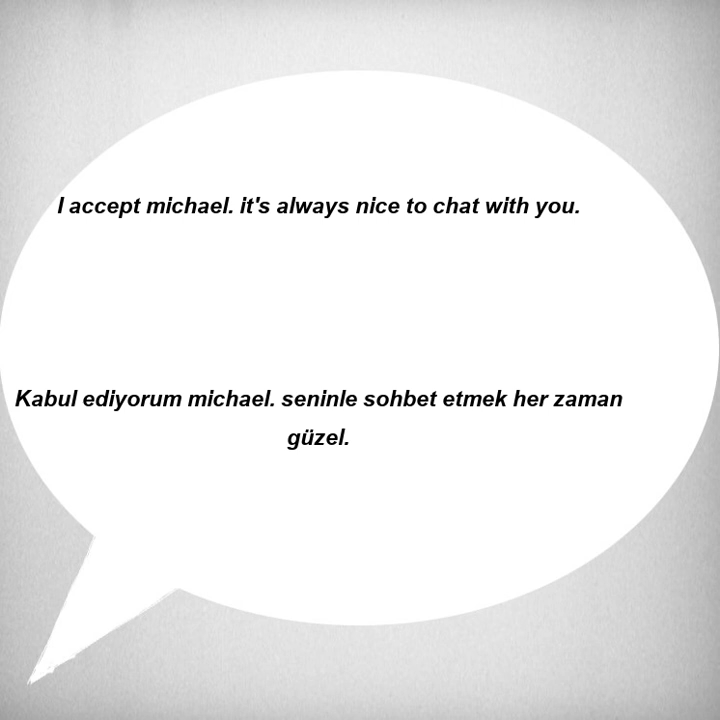 I accept michael. it's always nice to chat with you.
Kabul ediyorum michael. seninle sohbet etmek her zaman
güzel.